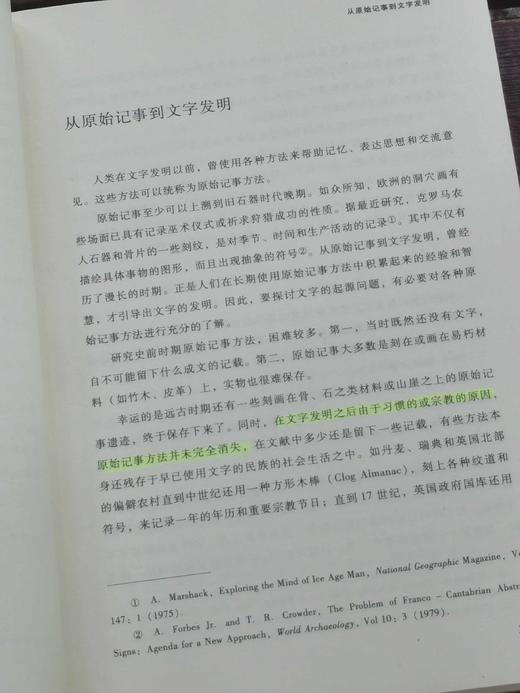 从原始记事到文字发明
从原始记事到文字发明
人类在文字发明以前，曾使用各种方法来帮助记忆、表达思想和交流意
见。这些方法可以统称为原始记事方法。
原始记事至少可以上溯到旧石器时代晚期。如众所知，欧洲的洞穴画有
些场面已具有记录巫术仪式或祈求狩猎成功的性质。据最近研究，克罗马农
人石器和骨片的一些刻纹，是对季节、时间和生产活动的记录①。其中不仅有
描绘具体事物的图形，而且出现抽象的符号②。从原始记事到文字发明，曾经
历了漫长的时期。正是人们在长期使用原始记事方法中积累起来的经验和智
慧，才引导出文字的发明。因此，要探讨文字的起源问题，有必要对各种原
始记事方法进行充分的了解。
研究史前时期原始记事方法，困难较多。第一，当时既然还没有文字，
自不可能留下什么成文的记载。第二，原始记事大多数是刻在或画在易朽材
料（如竹木、皮革）上，实物也很难保存。
幸运的是远古时期还有一些刻画在骨、石之类材料或山崖之上的原始记
事遗迹，终于保存下来了。同时，在文字发明之后由于习惯的或宗教的原因，
原始记事方法并未完全消失，在文献中多少还是留下一些记载，有些方法本
身还残存于早已使用文字的民族的社会生活之中。如丹麦、瑞典和英国北部
的偏僻农村直到中世纪还用一种方形木棒（Clog Almanac），刻上各种纹道和
符号，来记录一年的年历和重要宗教节日；直到 17 世纪，英国政府国库还用
① A. Marshack, Exploring the Mind of Ice Age Man, National Geographic Magazine,
147: 1 (1975).
② A. Forbes Jr. and T. R. Crowder, The Problem of Franco – Cantabrian Abstract
Signs: Agenda for a New Approach, World Archaeology, Vol 10: 3 (1979).